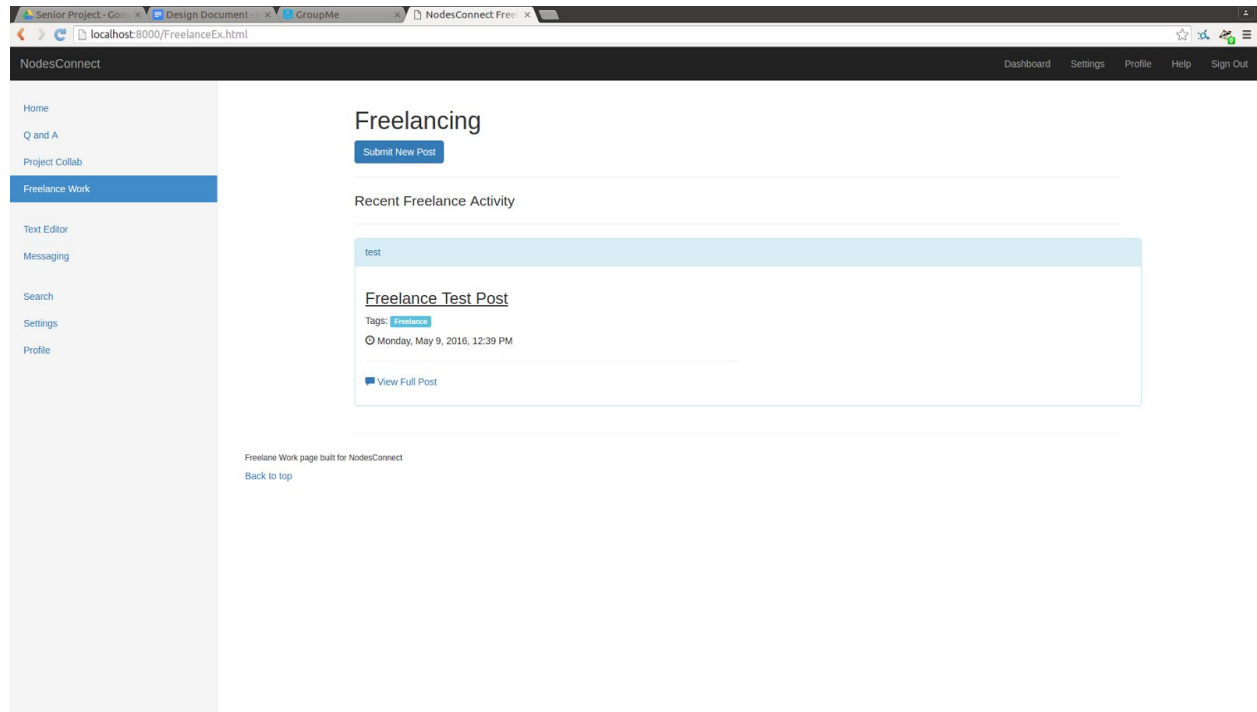 Senior Project - Goo
Design Document -
GroupMe
NodesConnect Free
localhost:8000/FreelanceEx.html
NodesConnect
Dashboard Settings Profile Help Sign Out
Home
Q and A
Project Collab
Freelance Work
Text Editor
Messaging
Search
Settings
Profile
Freelancing
Submit New Post
Recent Freelance Activity
test
Freelance Test Post
Tags: Freelance
Monday, May 9, 2016, 12:39 PM
View Full Post
Freelane Work page built for NodesConnect
Back to top